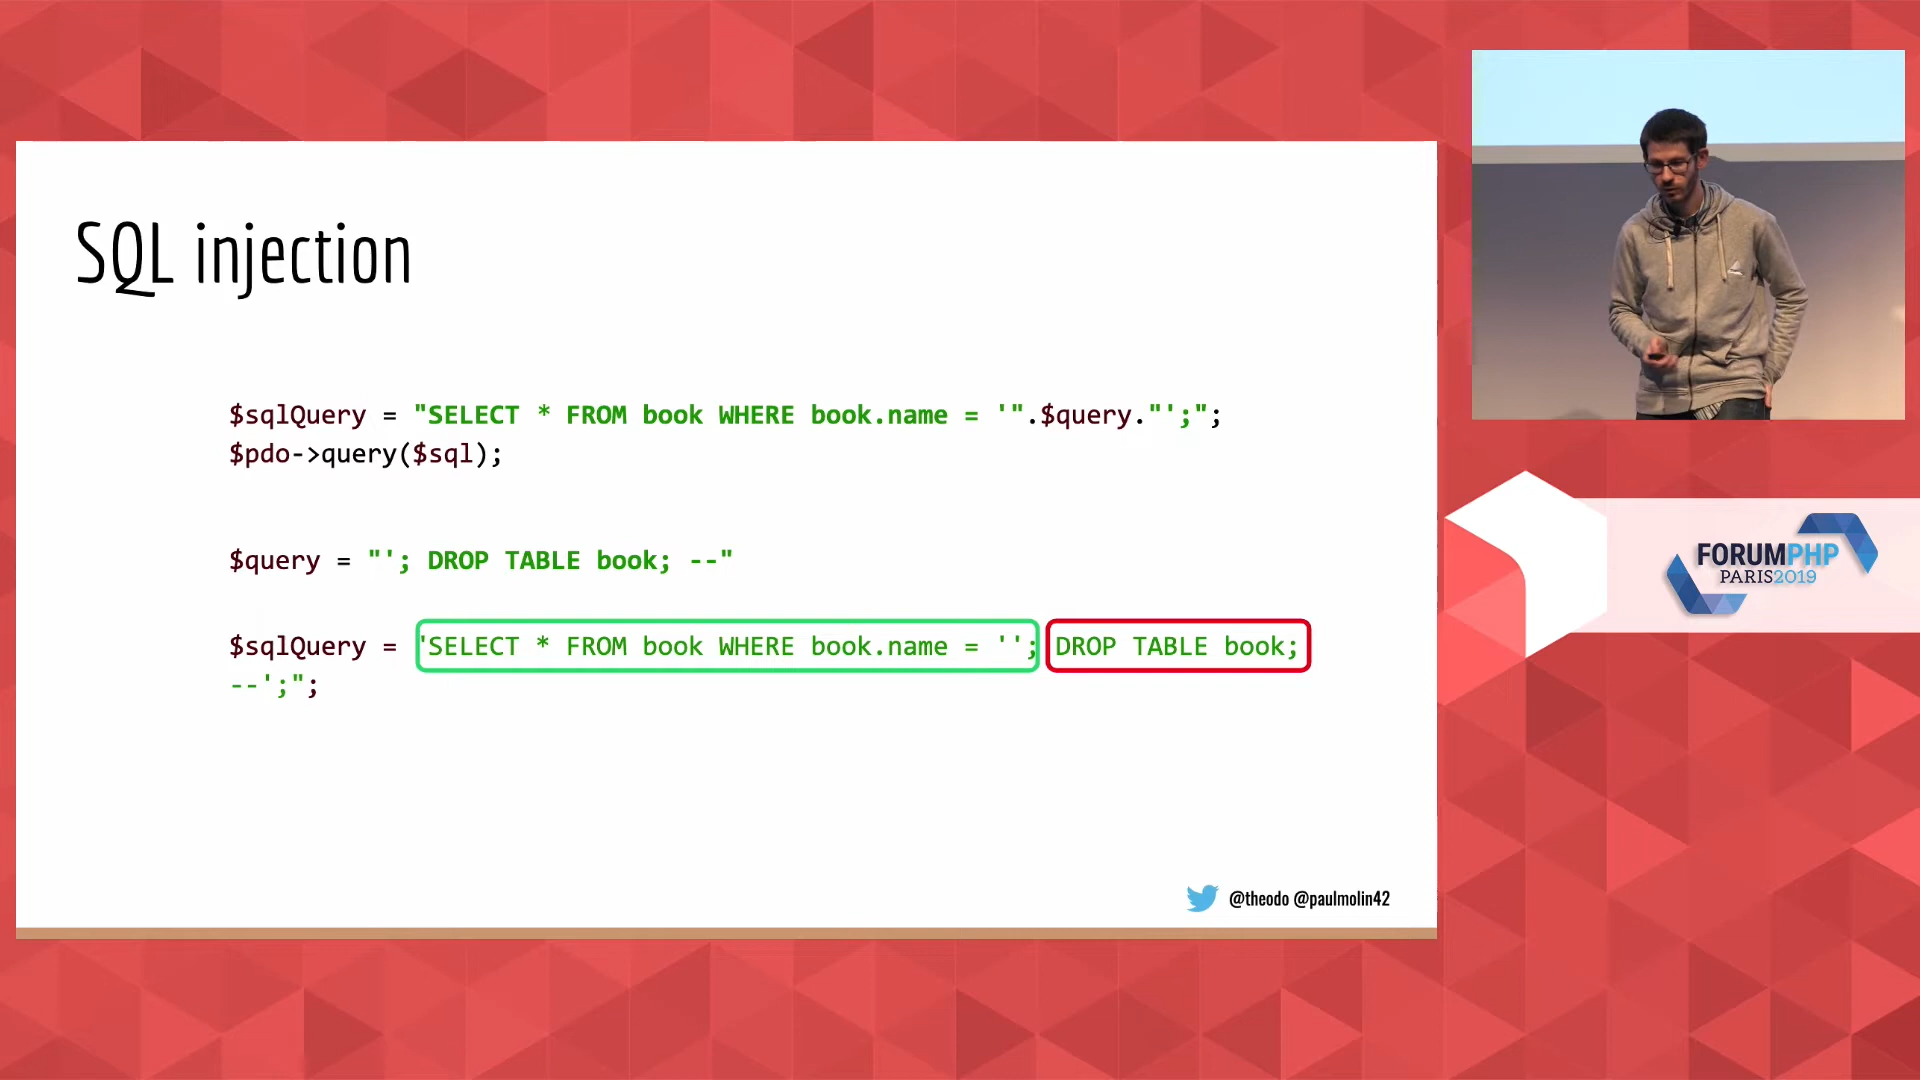 SQL injection
$sqlQuery = "SELECT * FROM book WHERE book.name = '".$query."';";
$pdo->query($sql);
$query = "'; DROP TABLE book; --"
$sqlQuery = 'SELECT * FROM book WHERE book.name = ''; DROP TABLE book;
--';";
@theodo @paulmolin42
FORUMPHP
PARIS2019